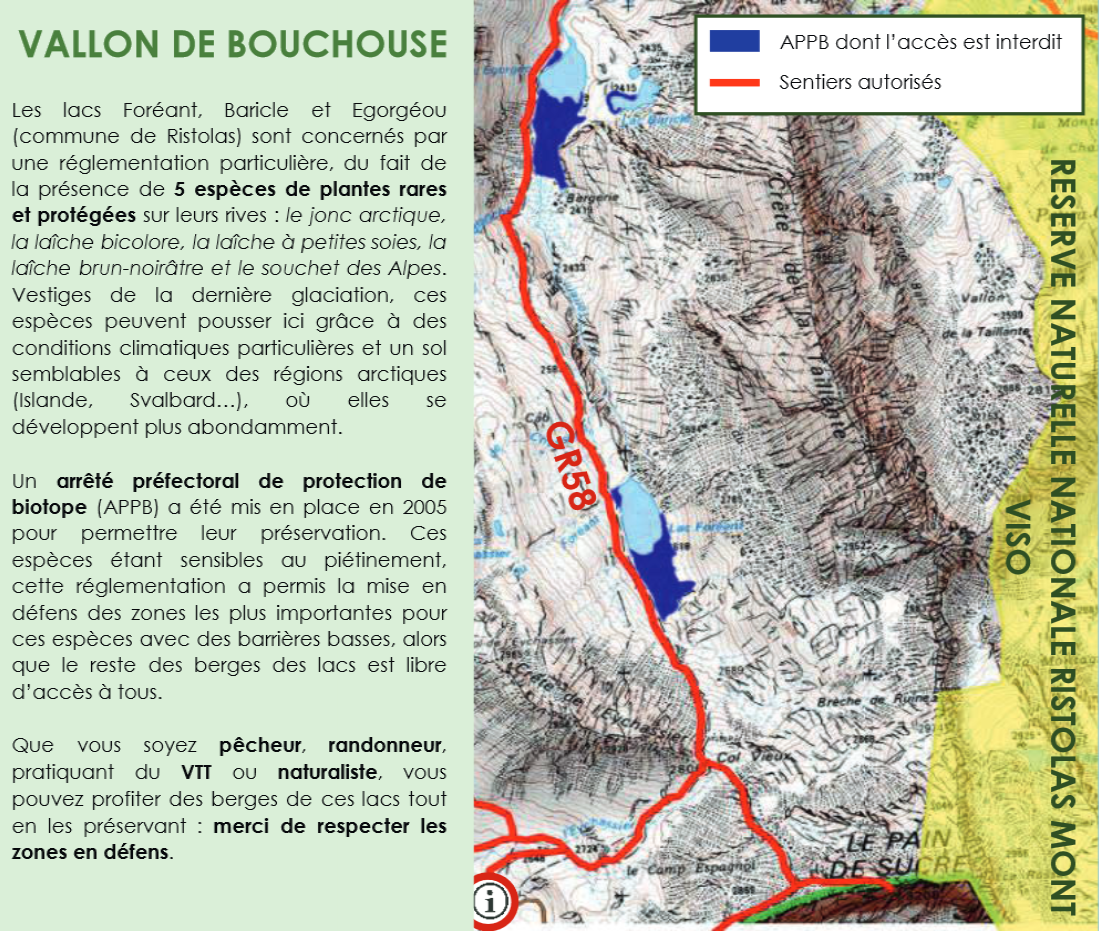 VALLON DE BOUCHOUSE
Les lacs Foréant, Baricle et Egorgéou
(commune de Ristolas) sont concernés par
une réglementation particulière, du fait de
la présence de 5 espèces de plantes rares
et protégées sur leurs rives : le jonc arctique,
la laîche bicolore, la laîche à petites soies, la
laîche brun-noirâtre et le souchet des Alpes.
Vestiges de la dernière glaciation, ces
espèces peuvent pousser ici grâce à des
conditions climatiques particulières et un sol
semblables à ceux des régions arctiques
(Islande, Svalbard…), où elles se
développent plus abondamment.
Un arrêté préfectoral de protection de
biotope (APPB) a été mis en place en 2005
pour permettre leur préservation. Ces
espèces étant sensibles au piétinement,
cette réglementation a permis la mise en
défens des zones les plus importantes pour
ces espèces avec des barrières basses, alors
que le reste des berges des lacs est libre
d'accès à tous.
Que vous soyez pêcheur, randonneur,
pratiquant du VTT ou naturaliste, vous
pouvez profiter des berges de ces lacs tout
en les préservant : merci de respecter les
zones en défens.
APPB dont l'accès est interdit
Sentiers autorisés
2435
2415
Lac Baricle
Bergerie
2433
Crête de la Taillante
Vallon
de la Taillante
GR58
Foréant
Lac Foréant
Col de l'Eychassier
Crête de l'Eychassier
Brèche de Ruine
Col Vieux
l'Eychassier
2724
le Camp Espagnol
LE PAIN
DE SUCRE
RESERVE NATURELLE NATIONALE RISTOLAS MONT
VISO
i